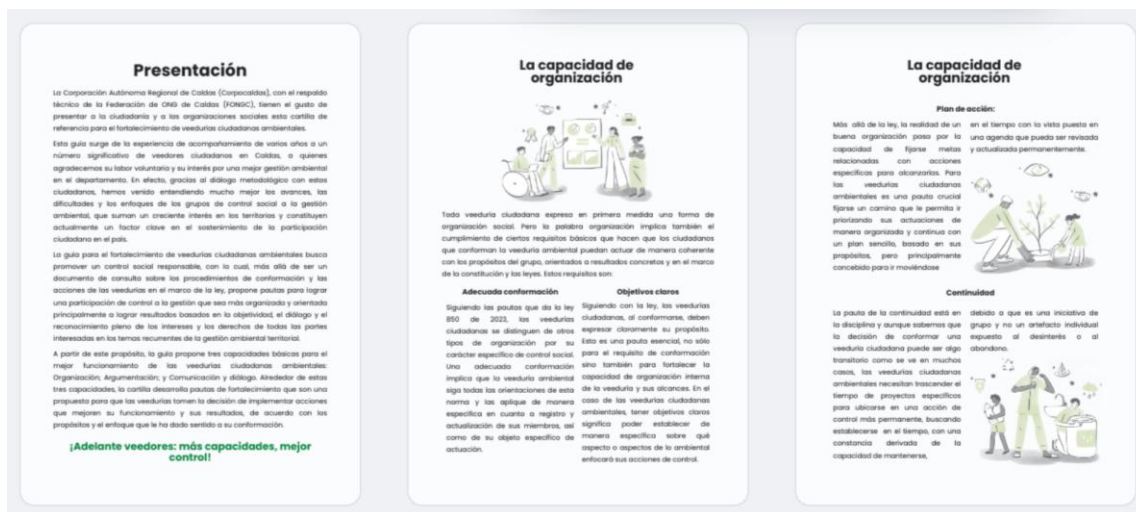 Presentación
La Corporación Autónoma Regional de Caldas (Corpocaldas), con el respaldo
técnico de la Federación de ONG de Caldas (FONGC), tienen el gusto de
presentar a la ciudadanía y a las organizaciones sociales esta cartilla de
referencia para el fortalecimiento de veedurías ciudadanas ambientales.
Esta guía surge de la experiencia de acompañamiento de varios años a un
número significativo de veedores ciudadanos en Caldas, a quienes
agradecemos su labor voluntaria y su interés por una mejor gestión ambiental
en el departamento. En efecto, gracias al diálogo metodológico con estos
ciudadanos, hemos venido entendiendo mucho mejor los avances, las
dificultades y los enfoques de los grupos de control social a la gestión
ambiental, que suman un creciente interés en los territorios y constituyen
actualmente un factor clave en el sostenimiento de la participación
ciudadana en el país.
La guía para el fortalecimiento de veedurías ciudadanas ambientales busca
promover un control social responsable, con lo cual, más allá de ser un
documento de consulta sobre los procedimientos de conformación y las
acciones de las veedurías en el marco de la ley, propone pautas para lograr
una participación de control a la gestión que sea más organizada y orientada
principalmente a lograr resultados basados en la objetividad, el diálogo y el
reconocimiento pleno de los intereses y los derechos de todas las partes
interesadas en los temas recurrentes de la gestión ambiental territorial.
A partir de este propósito, la guía propone tres capacidades básicas para el
mejor funcionamiento de las veedurías ciudadanas ambientales:
Organización; Argumentación; y Comunicación y diálogo. Alrededor de estas
tres capacidades, la cartilla desarrolla pautas de fortalecimiento que son una
propuesta para que las veedurías tomen la decisión de implementar acciones
que mejoren su funcionamiento y sus resultados, de acuerdo con los
propósitos y el enfoque que le ha dado sentido a su conformación.
¡Adelante veedores: más capacidades, mejor
control!
La capacidad de
organización
Toda veeduría ciudadana expresa en primera medida una forma de
organización social. Pero la palabra organización implica también el
cumplimiento de ciertos requisitos básicos que hacen que los ciudadanos
que conforman la veeduría ambiental puedan actuar de manera coherente
con los propósitos del grupo, orientados a resultados concretos y en el marco
de la constitución y las leyes. Estos requisitos son:
Adecuada conformación
Siguiendo las pautas que da la ley
850 de 2023, las veedurías
ciudadanas se distinguen de otros
tipos de organización por su
carácter específico de control social.
Una adecuada conformación
implica que la veeduría ambiental
siga todas las orientaciones de esta
norma y las aplique de manera
específica en cuanto a registro y
actualización de sus miembros, así
como de su objeto específico de
actuación.
Objetivos claros
Siguiendo con la ley, las veedurías
ciudadanas, al conformarse, deben
expresar claramente su propósito.
Esta es una pauta esencial, no sólo
para el requisito de conformación
sino también para fortalecer la
capacidad de organización interna
de la veeduría y sus alcances. En el
caso de las veedurías ciudadanas
ambientales, tener objetivos claros
significa poder establecer de
manera específica sobre qué
aspecto o aspectos de lo ambiental
enfocará sus acciones de control.
La capacidad de
organización
Plan de acción:
Más allá de la ley, la realidad de un
buena organización pasa por la
capacidad de fijarse metas
relacionadas con acciones
específicas para alcanzarlas. Para
las veedurías ciudadanas
ambientales es una pauta crucial
fijarse un camino que le permita ir
priorizando sus actuaciones de
manera organizada y continua con
un plan sencillo, basado en sus
propósitos, pero principalmente
concebido para ir moviéndose
en el tiempo con la vista puesta en
una agenda que pueda ser revisada
y actualizada permanentemente.
Continuidad
La pauta de la continuidad está en
la disciplina y aunque sabemos que
la decisión de conformar una
veeduría ciudadana puede ser algo
transitorio como se ve en muchos
casos, las veedurías ciudadanas
ambientales necesitan trascender el
tiempo de proyectos específicos
para ubicarse en una acción de
control más permanente, buscando
establecerse en el tiempo, con una
constancia derivada de la
capacidad de mantenerse,
debido a que es una iniciativa de
grupo y no un artefacto individual
expuesto al desinterés o al
abandono.